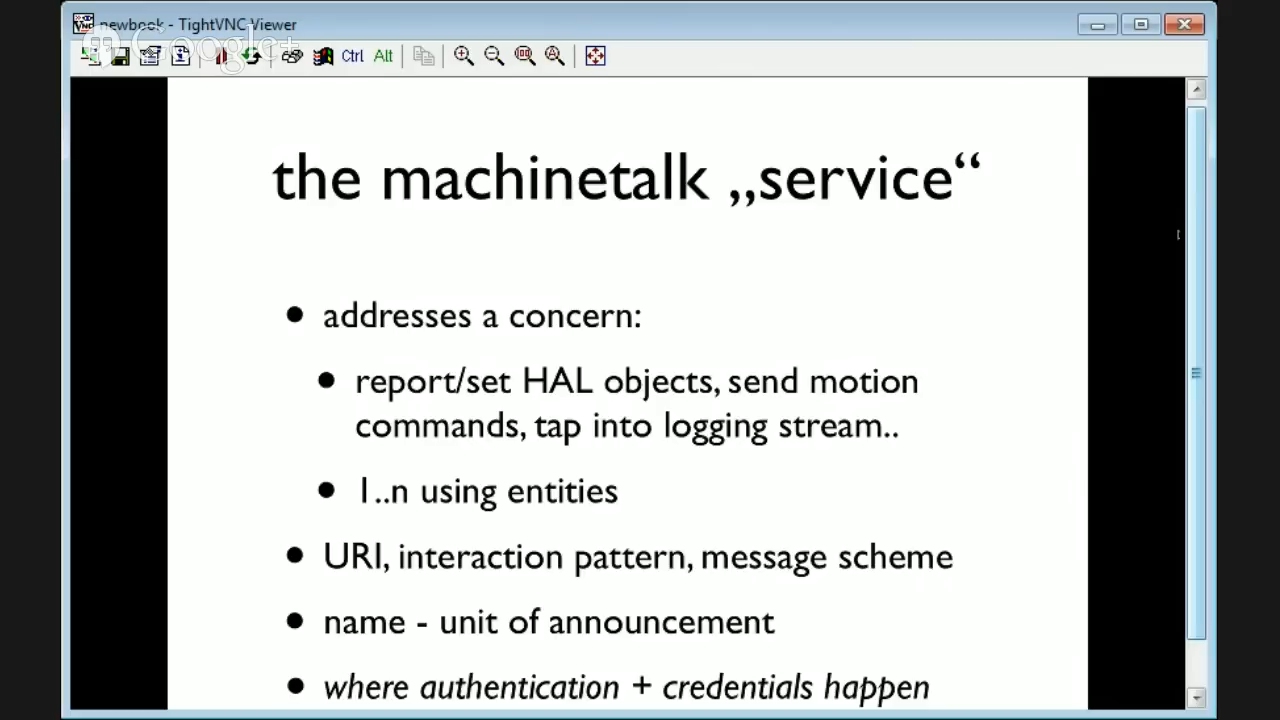 newbook - TightVNC Viewer
Google+
Ctrl Alt
the machinetalk „service“
• addresses a concern:
• report/set HAL objects, send motion
commands, tap into logging stream..
• 1..n using entities
• URI, interaction pattern, message scheme
• name - unit of announcement
• where authentication + credentials happen